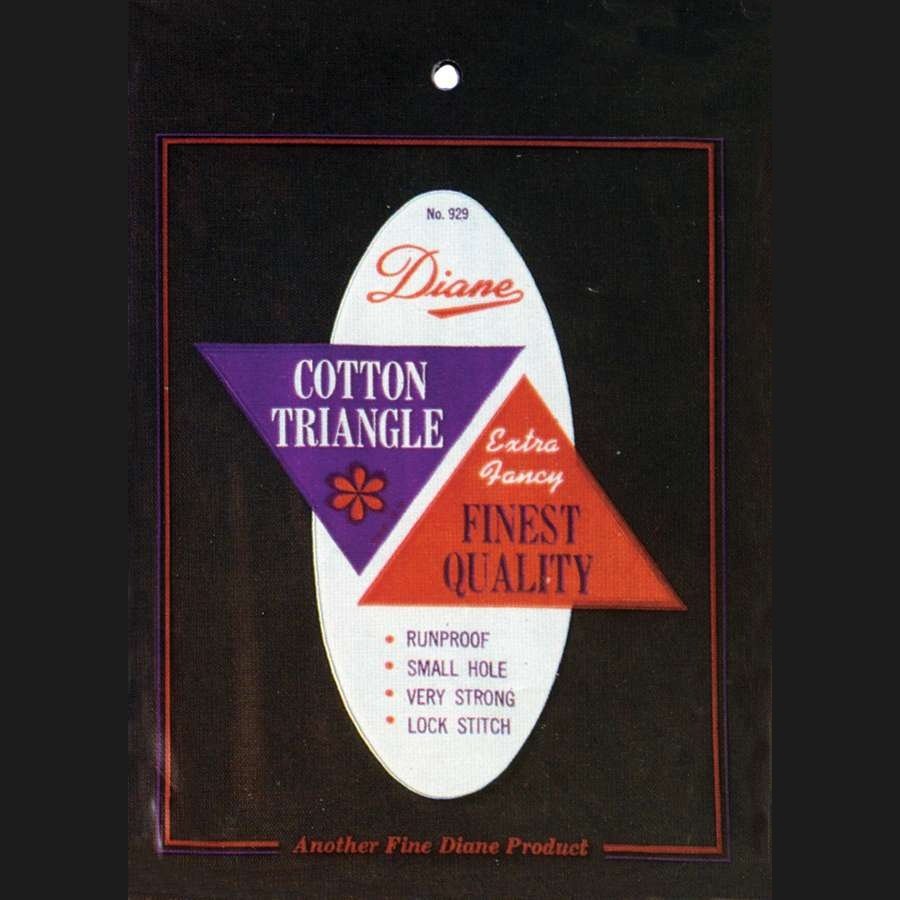 No. 929
Diane
COTTON
TRIANGLE
Extra
Fancy
FINEST
QUALITY
• RUNPROOF
• SMALL HOLE
• VERY STRONG
• LOCK STITCH
Another Fine Diane Product